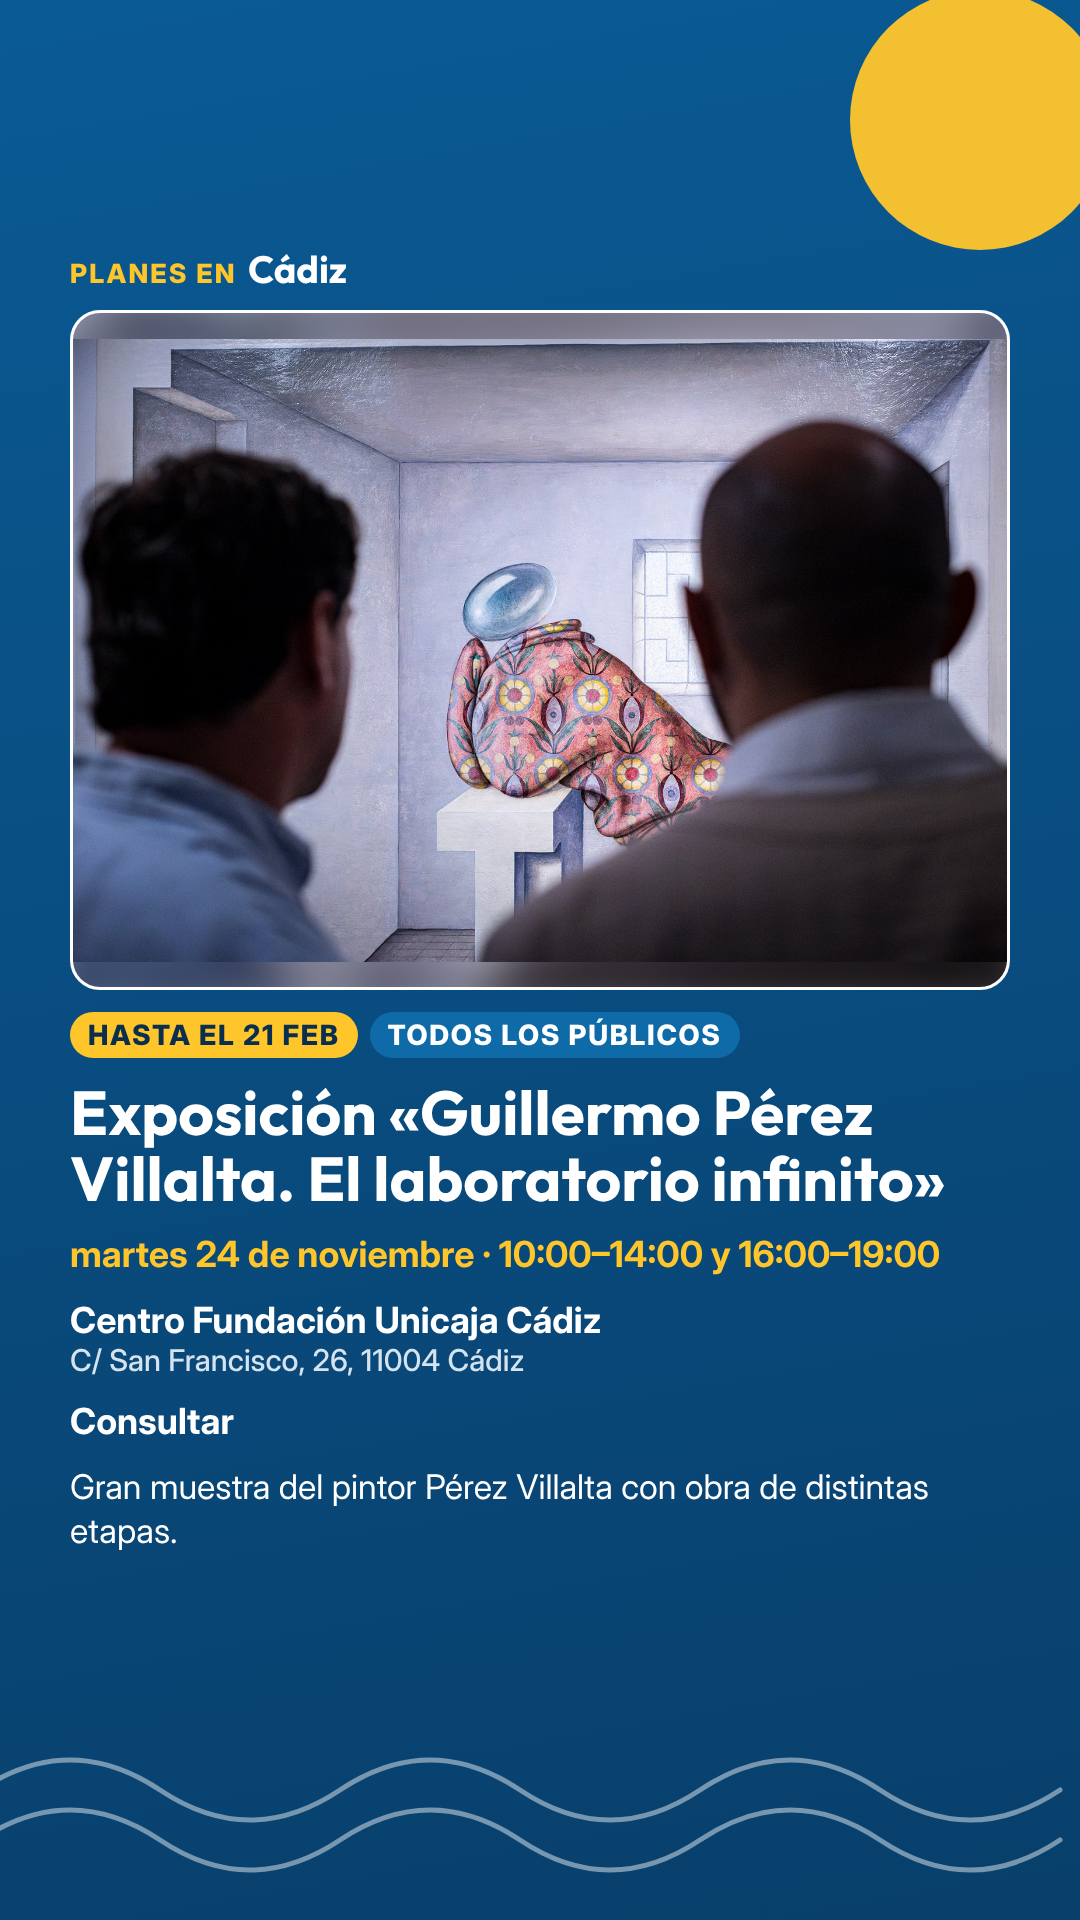 PLANES EN Cádiz
HASTA EL 21 FEB
TODOS LOS PÚBLICOS
Exposición «Guillermo Pérez
Villalta. El laboratorio infinito»
martes 24 de noviembre · 10:00–14:00 y 16:00–19:00
Centro Fundación Unicaja Cádiz
C/ San Francisco, 26, 11004 Cádiz
Consultar
Gran muestra del pintor Pérez Villalta con obra de distintas
etapas.